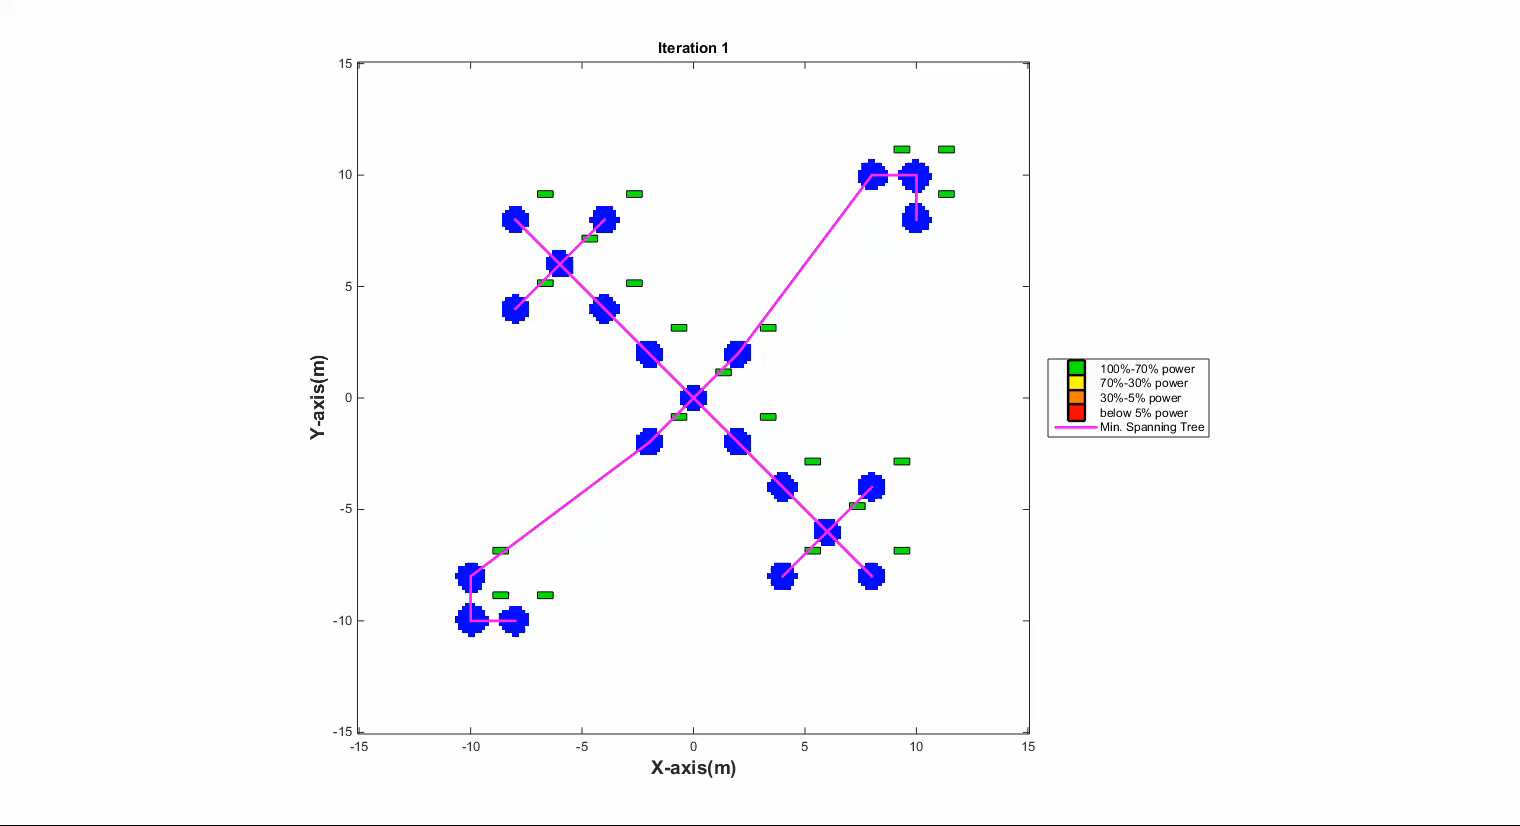 Iteration 1
15
10
5
0
-5
-10
-15
Y-axis(m)
-15 -10 -5 0 5 10 15
X-axis(m)
100%-70% power
70%-30% power
30%-5% power
below 5% power
Min. Spanning Tree